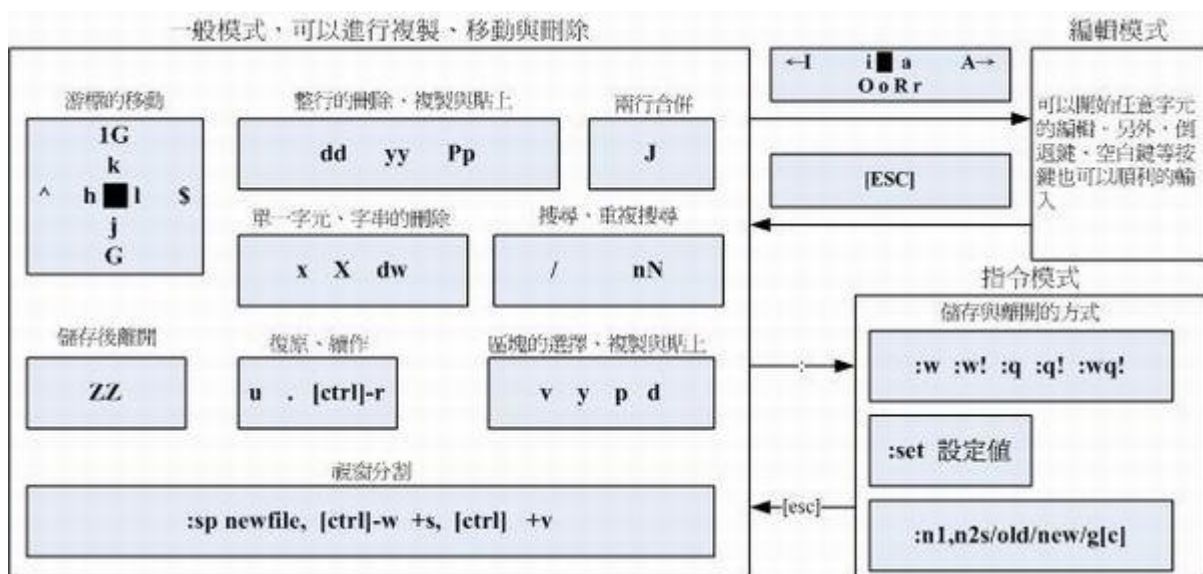 一般模式，可以進行複製、移動與刪除
游標的移動
1G
k
^ h l $
j
G
整行的刪除、複製與貼上
dd yy Pp
兩行合併
J
單一字元、字串的刪除
x X dw
搜尋、重複搜尋
/ nN
儲存後離開
ZZ
復原、續作
u . [ctrl]-r
區塊的選擇、複製與貼上
v y p d
視窗分割
:sp newfile, [ctrl]-w +s, [ctrl] +v
←I i a A→
O o R r
[ESC]
編輯模式
可以開始任意字元
的編輯。另外，倒
退鍵、空白鍵等按
鍵也可以順利的輸
入
:
[esc]
指令模式
儲存與離開的方式
:w :w! :q :q! :wq!
:set 設定值
:n1,n2s/old/new/g[c]